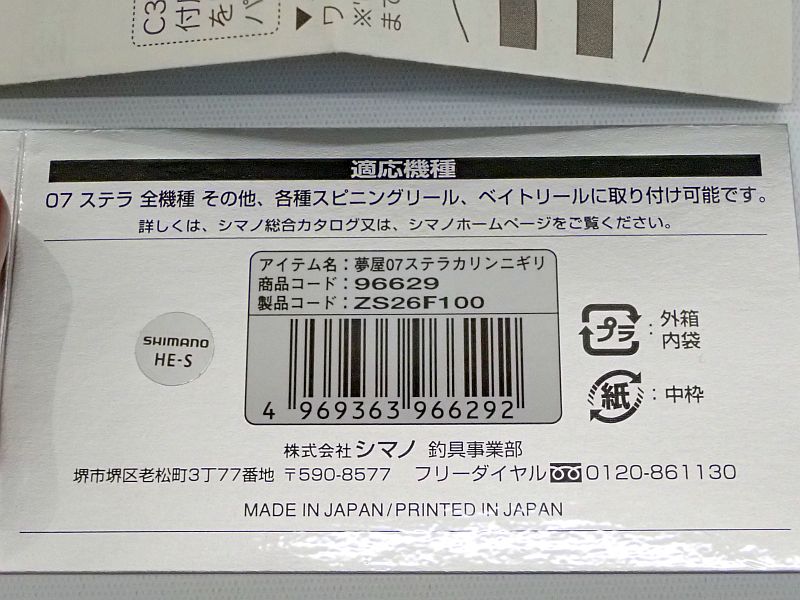 C3
付
を
パ
▼
ワ
※
まで
適応機種
07 ステラ 全機種 その他、各種スピニングリール、ベイトリールに取り付け可能です。
詳しくは、シマノ総合カタログ又は、シマノホームページをご覧ください。
アイテム名：夢屋07ステラカリンニギリ
商品コード：96629
製品コード：ZS26F100
4 969363 966292
SHIMANO
HE-S
プラ：外箱
内袋
紙：中枠
株式会社 シマノ 釣具事業部
堺市堺区老松町3丁77番地 〒590-8577 フリーダイヤル 0120-861130
MADE IN JAPAN/PRINTED IN JAPAN